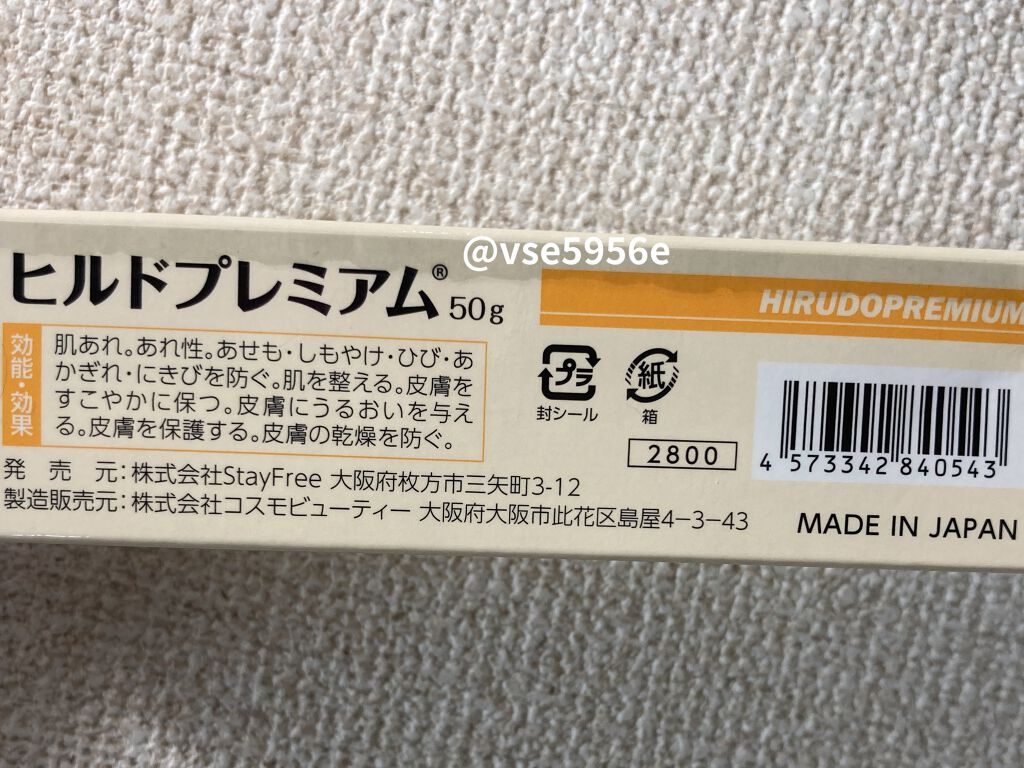 @vse5956e
ヒルドプレミアム® 50g
HIRUDOPREMIUM
効能・効果
肌あれ。あれ性。あせも・しもやけ・ひび・あ
かぎれ・にきびを防ぐ。肌を整える。皮膚を
すこやかに保つ。皮膚にうるおいを与え
る。皮膚を保護する。皮膚の乾燥を防ぐ。
プラ
封シール
紙
箱
2800
4 573342 840543
発売元:株式会社StayFree 大阪府枚方市三矢町3-12
製造販売元:株式会社コスモビューティー 大阪府大阪市此花区島屋4-3-43
MADE IN JAPAN